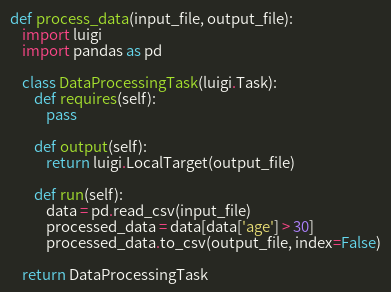 def process_data(input_file, output_file):
    import luigi
    import pandas as pd

    class DataProcessingTask(luigi.Task):
        def requires(self):
            pass

        def output(self):
            return luigi.LocalTarget(output_file)

        def run(self):
            data = pd.read_csv(input_file)
            processed_data = data[data['age'] > 30]
            processed_data.to_csv(output_file, index=False)

    return DataProcessingTask